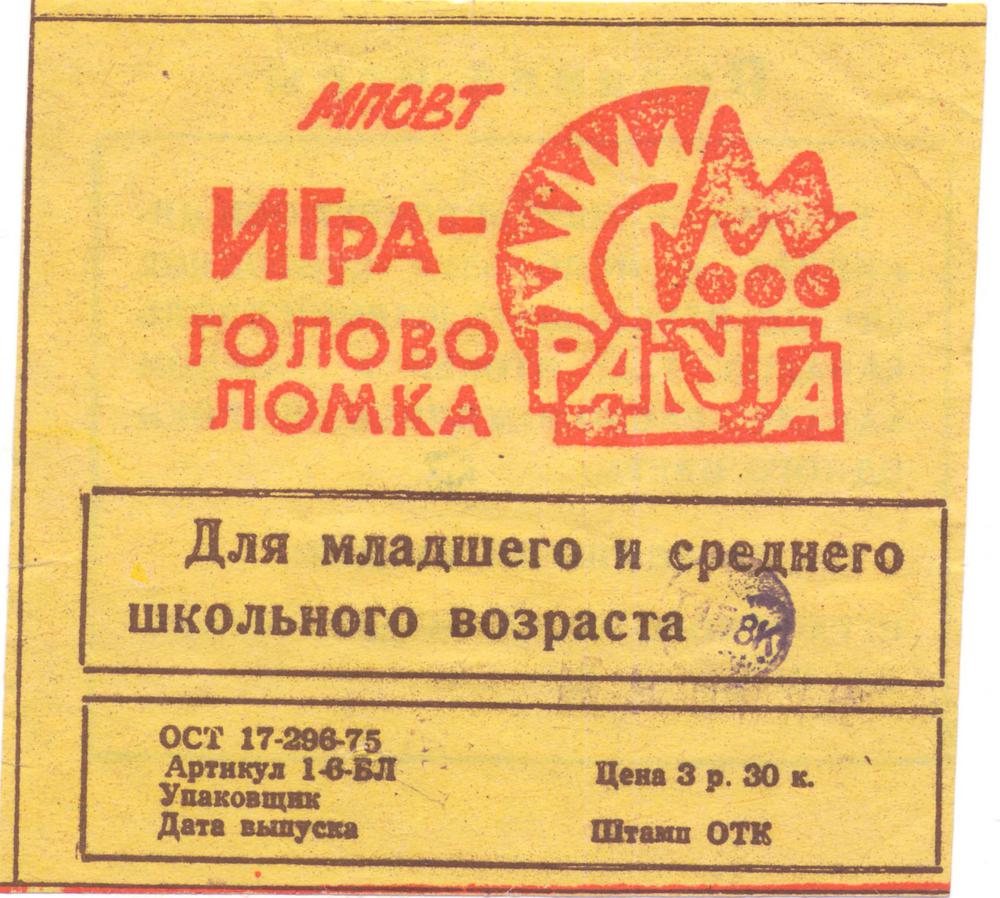 МПОВТ
ИГРА-
ГОЛОВО
ЛОМКА
РАДУГА
Для младшего и среднего
школьного возраста
ОСТ 17-296-75
Артикул 1-6-БЛ
Упаковщик
Дата выпуска
Цена 3 р. 30 к.
Штамп ОТК